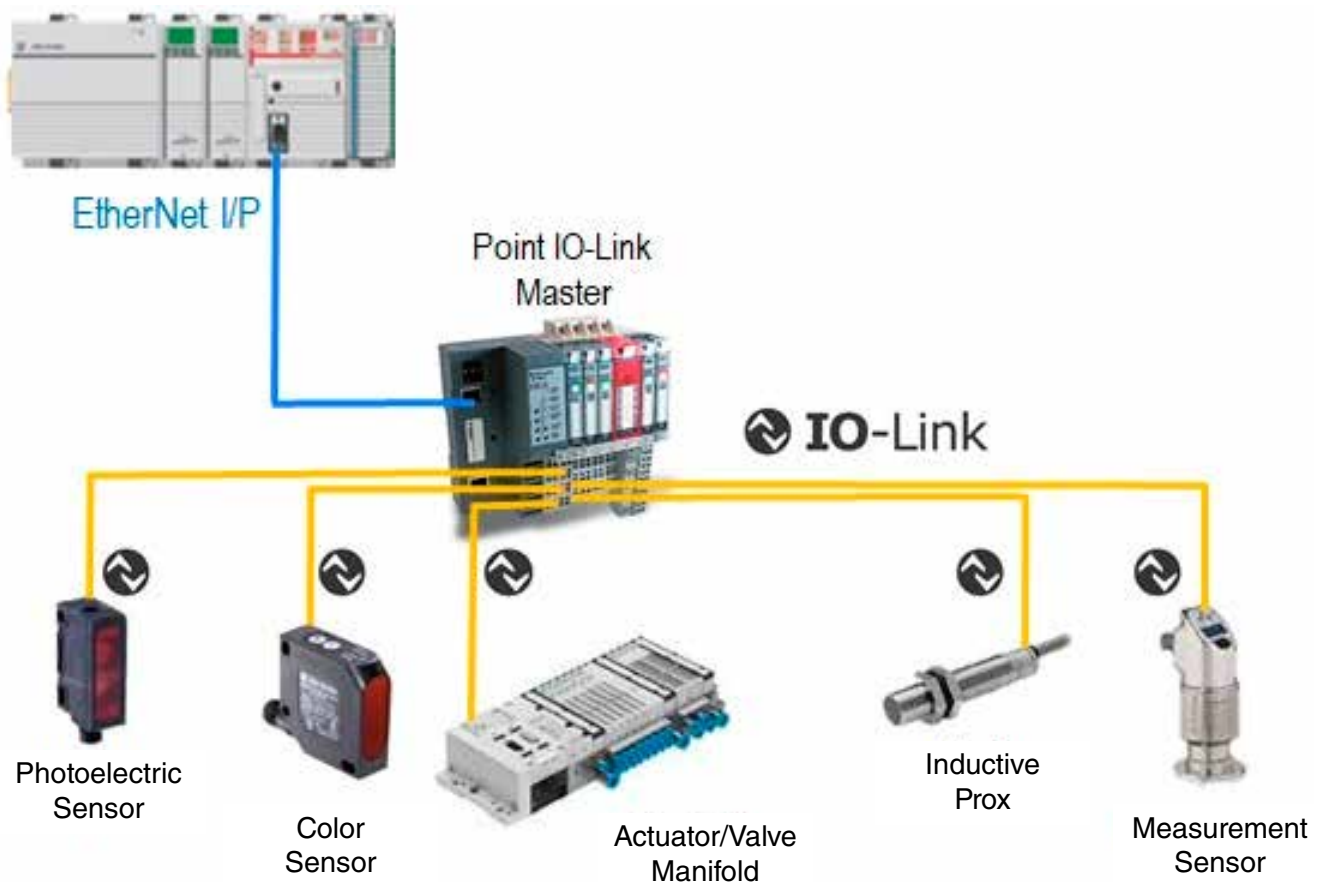 EtherNet I/P
Point IO-Link
Master
IO-Link
Photoelectric
Sensor
Color
Sensor
Actuator/Valve
Manifold
Inductive
Prox
Measurement
Sensor